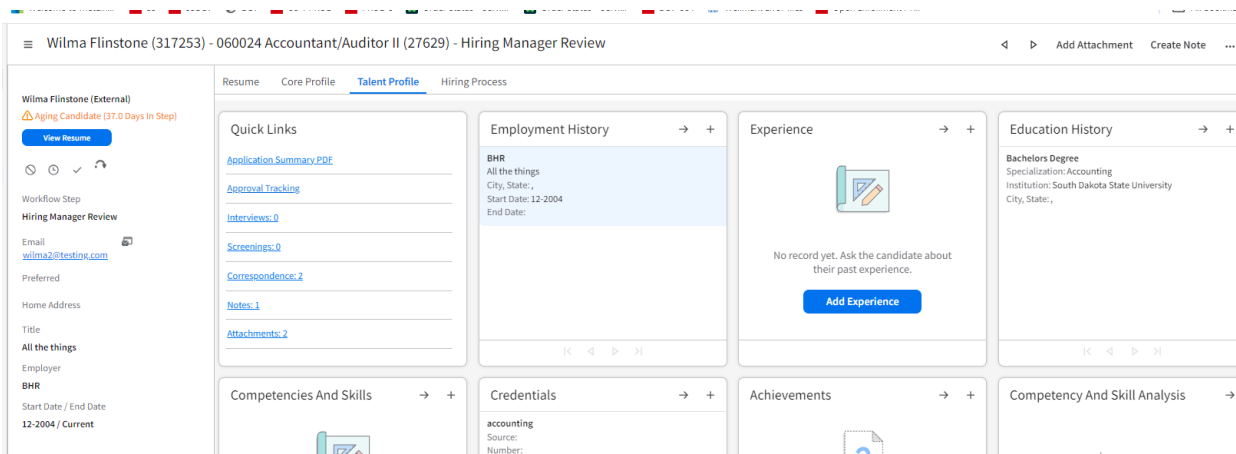 Wilma Flinstone (317253) - 060024 Accountant/Auditor II (27629) - Hiring Manager Review
Add Attachment
Create Note
...
Wilma Flinstone (External)
Aging Candidate (37.0 Days In Step)
View Resume
Workflow Step
Hiring Manager Review
Email
wilma2@testing.com
Preferred
Home Address
Title
All the things
Employer
BHR
Start Date / End Date
12-2004 / Current
Resume
Core Profile
Talent Profile
Hiring Process
Quick Links
Application Summary PDF
Approval Tracking
Interviews: 0
Screenings: 0
Correspondence: 2
Notes: 1
Attachments: 2
Employment History
BHR
All the things
City, State: ,
Start Date: 12-2004
End Date:
Experience
No record yet. Ask the candidate about
their past experience.
Add Experience
Education History
Bachelors Degree
Specialization: Accounting
Institution: South Dakota State University
City, State: ,
Competencies And Skills
Credentials
accounting
Source:
Number:
Achievements
Competency And Skill Analysis